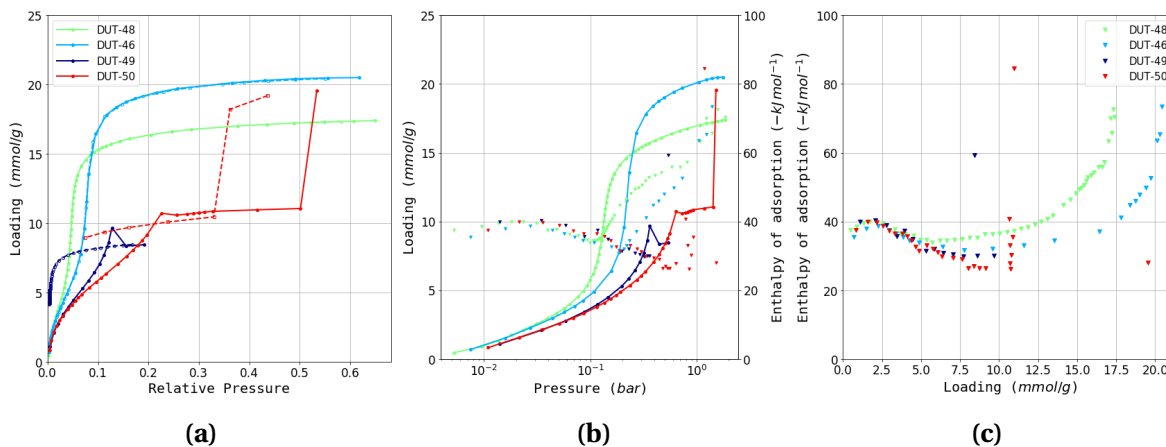 25
20
15
10
5
0
Loading (mmol/g)
0.0 0.1 0.2 0.3 0.4 0.5 0.6
Relative Pressure
DUT-48
DUT-46
DUT-49
DUT-50
(a)
25
20
15
10
5
0
Loading (mmol/g)
10⁻² 10⁻¹ 10⁰
Pressure (bar)
100
80
60
40
20
0
Enthalpy of adsorption (−kJmol⁻¹)
(b)
Enthalpy of adsorption (−kJmol⁻¹)
100
80
60
40
20
0
0.0 2.5 5.0 7.5 10.0 12.5 15.0 17.5 20.0
Loading (mmol/g)
DUT-48
DUT-46
DUT-49
DUT-50
(c)